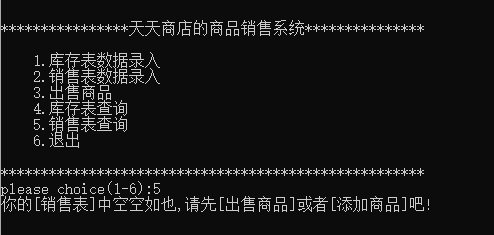 ****************天天商店的商品销售系统***************
1.库存表数据录入
2.销售表数据录入
3.出售商品
4.库存表查询
5.销售表查询
6.退出
*****************************************************
please choice(1-6):5
你的[销售表]中空空如也,请先[出售商品]或者[添加商品]吧!